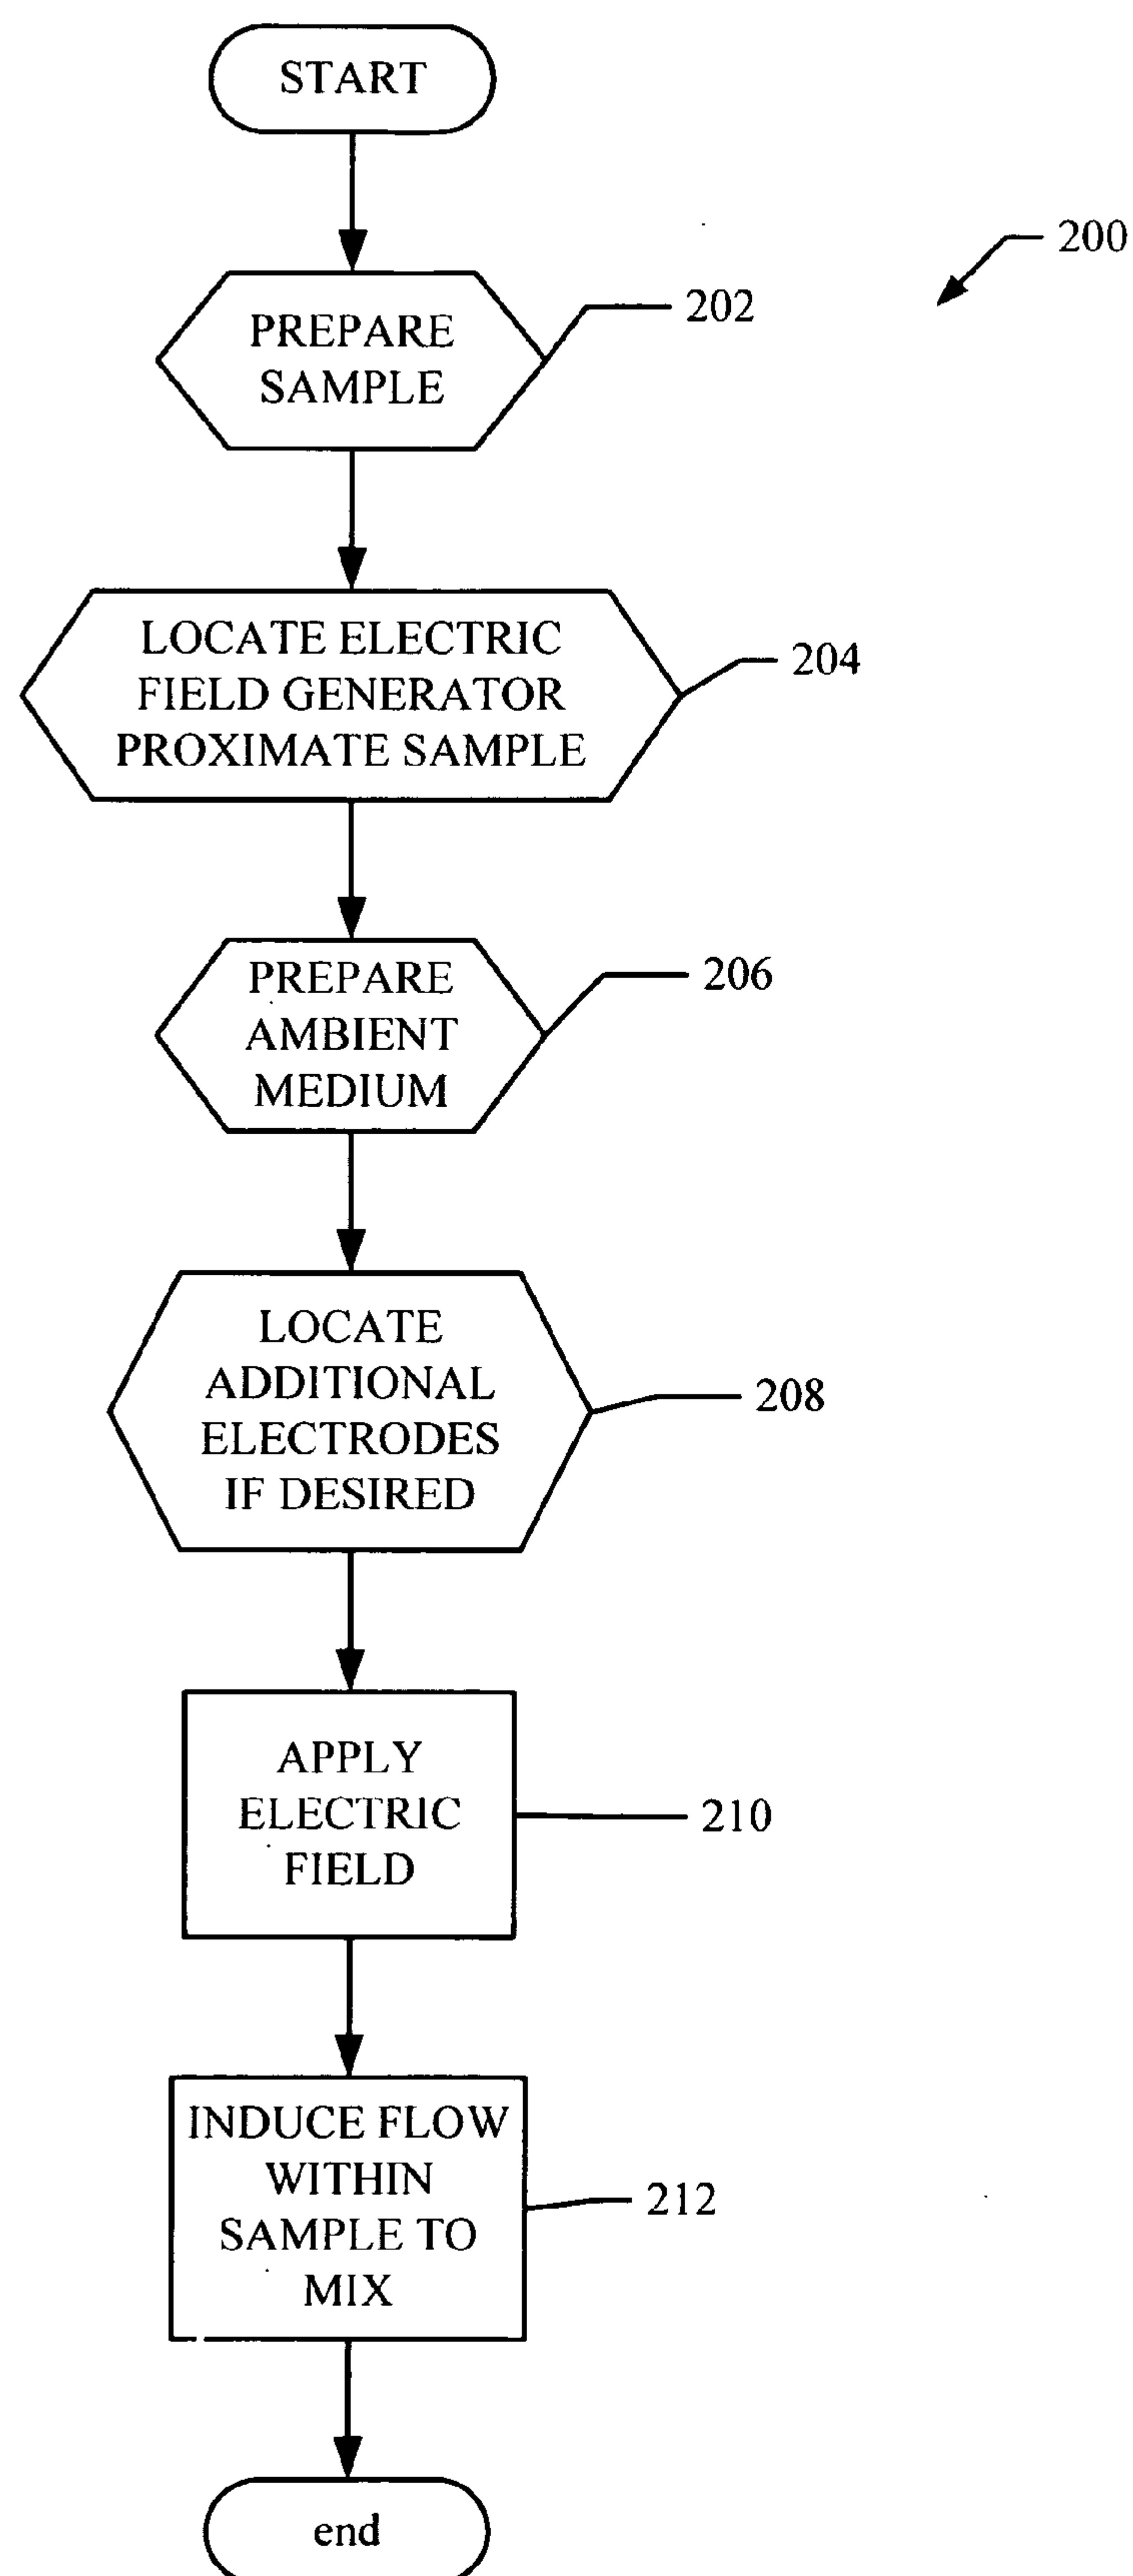 START
200
PREPARE
SAMPLE
202
LOCATE ELECTRIC
FIELD GENERATOR
PROXIMATE SAMPLE
204
PREPARE
AMBIENT
MEDIUM
206
LOCATE
ADDITIONAL
ELECTRODES
IF DESIRED
208
APPLY
ELECTRIC
FIELD
210
INDUCE FLOW
WITHIN
SAMPLE TO
MIX
212
end